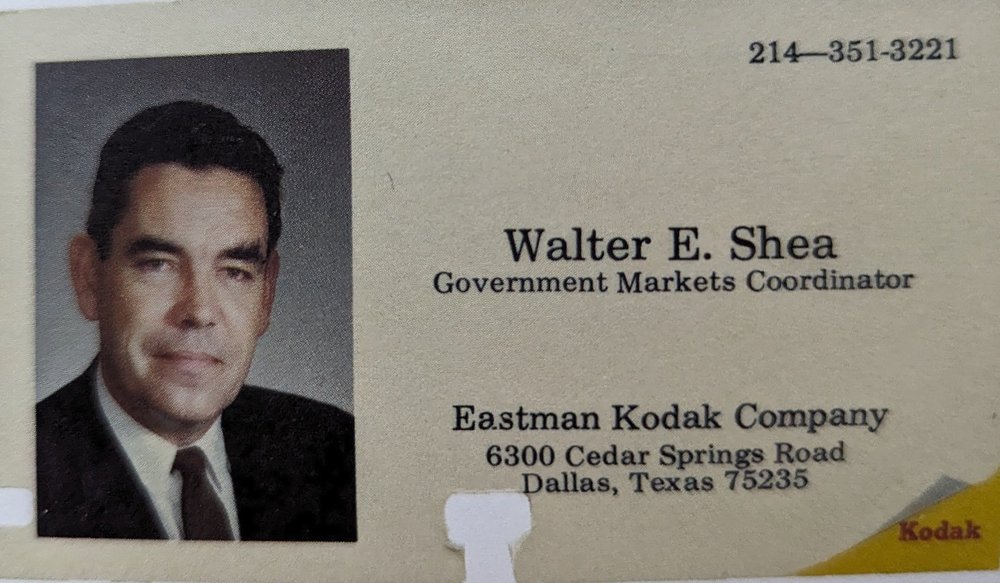 214—351-3221
Walter E. Shea
Government Markets Coordinator
Eastman Kodak Company
6300 Cedar Springs Road
Dallas, Texas 75235
Kodak